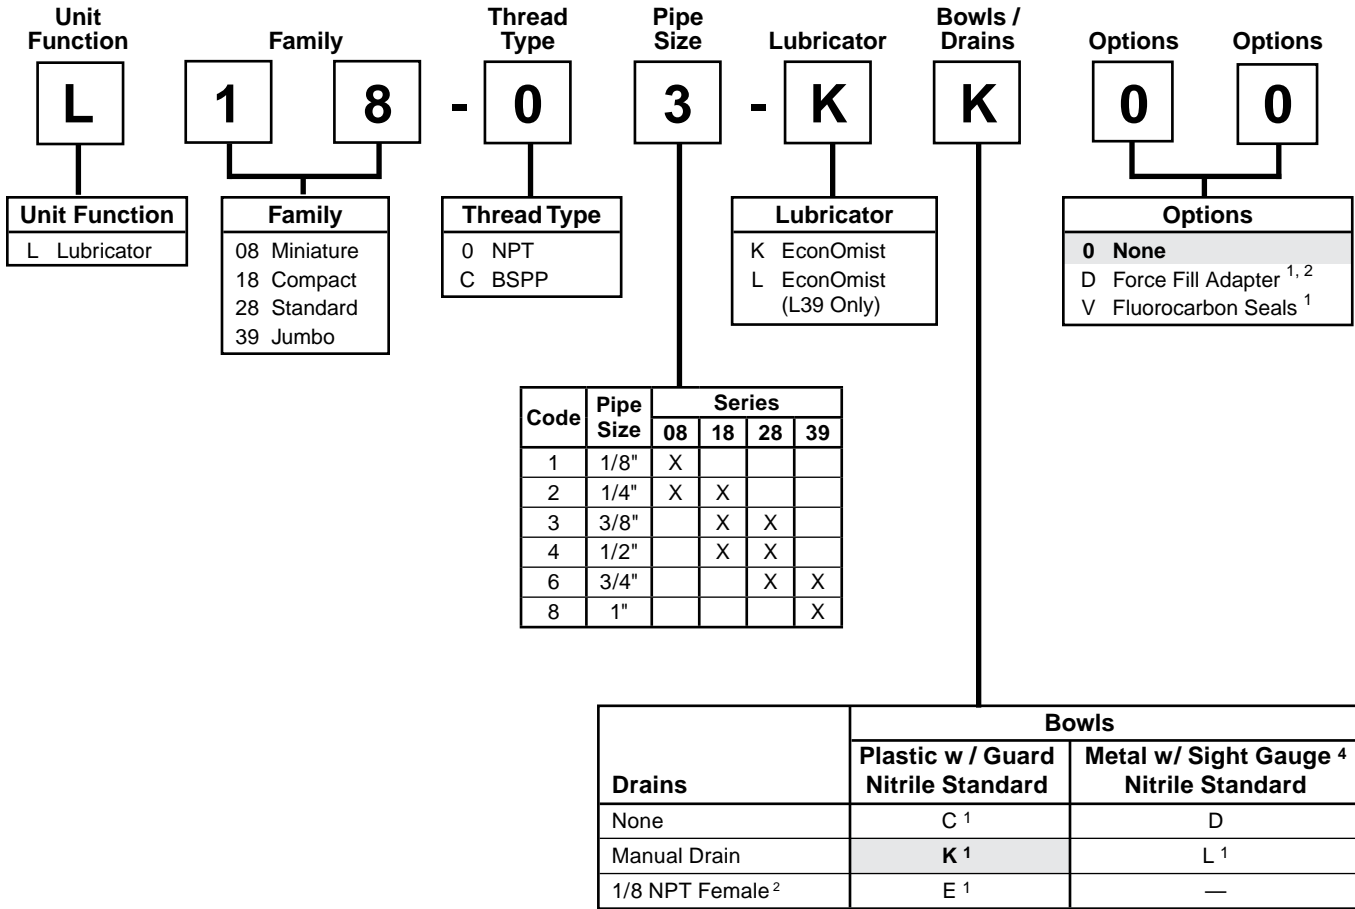 Unit Function
Family
Thread Type
Pipe Size
Lubricator
Bowls / Drains
Options
Options
L 1 8 - 0 3 - K K 0 0
Unit Function
L Lubricator
Family
08 Miniature
18 Compact
28 Standard
39 Jumbo
Thread Type
0 NPT
C BSPP
Lubricator
K EconOmist
L EconOmist
(L39 Only)
Options
0 None
D Force Fill Adapter 1, 2
V Fluorocarbon Seals 1
Code Pipe Size Series
08 18 28 39
1 1/8" X
2 1/4" X X
3 3/8" X X
4 1/2" X X
6 3/4" X X
8 1" X
Bowls
Drains
Plastic w / Guard
Nitrile Standard
Metal w/ Sight Gauge 4
Nitrile Standard
None C 1 D
Manual Drain K 1 L 1
1/8 NPT Female 2 E 1 —